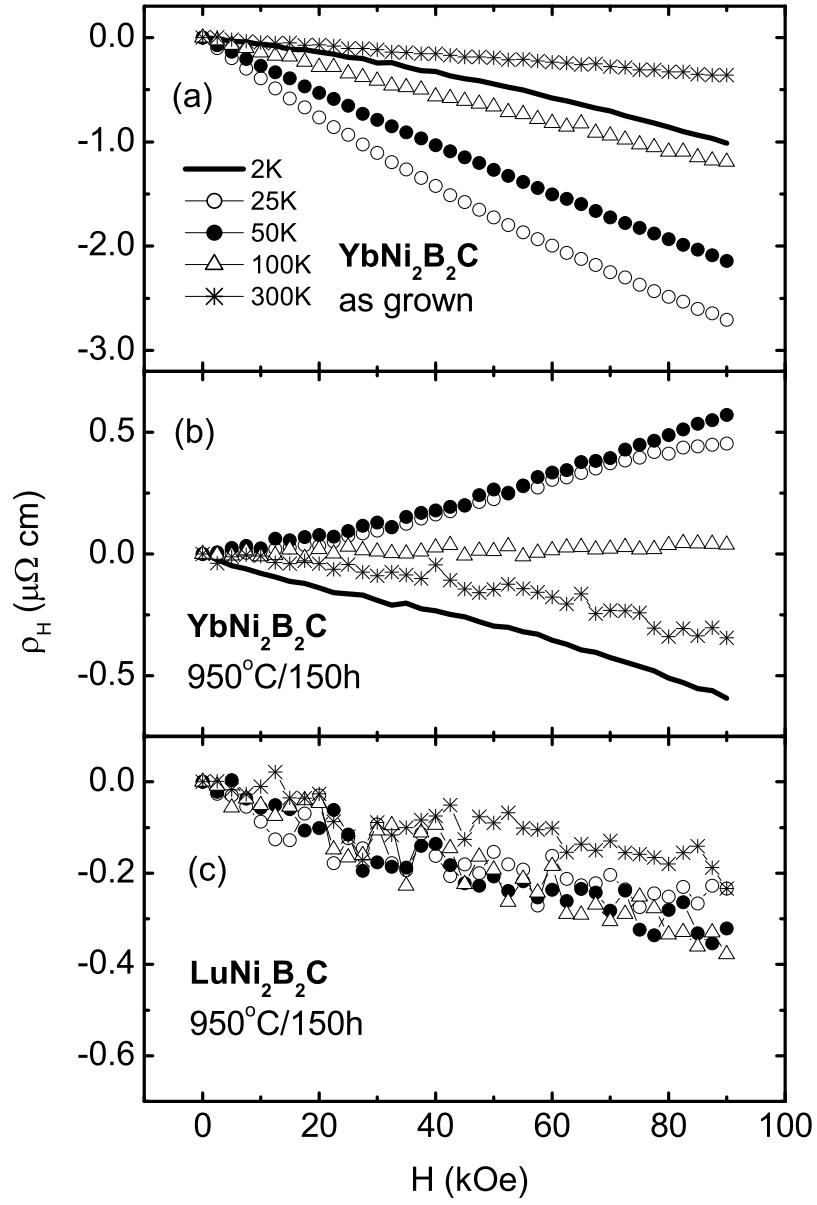 0.0
(a)
-1.0
2K
25K
50K
-2.0
100K
YbNi₂B₂C
300K
as grown
-3.0
(b)
0.5
0.0
ρH (μΩ cm)
YbNi₂B₂C
950°C/150h
-0.5
0.0
-0.2
(c)
-0.4
LuNi₂B₂C
950°C/150h
-0.6
0 20 40 60 80 100
H (kOe)